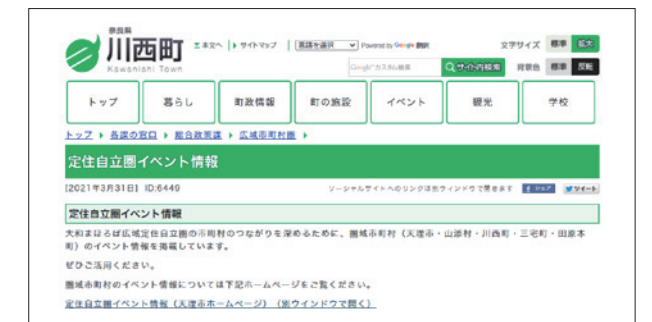 奈良県
川西町
Kawanishi Town
本文へ サイトマップ 言語を選択 Powered by Google 翻訳 文字サイズ 標準 拡大
Google カスタム検索 サイト内検索 背景色 標準 反転
トップ 暮らし 町政情報 町の施設 イベント 観光 学校
トップ 各課の窓口 総合政策課 広域市町村圏
定住自立圏イベント情報
[2021年3月31日] ID:6449 ソーシャルサイトへのリンクは別ウィンドウで開きます シェア ツイート
定住自立圏イベント情報
大和まほろば広域定住自立圏の市町村のつながりを深めるために、圏域市町村（天理市・山添村・川西町・三宅町・田原本
町）のイベント情報を掲載しています。
ぜひご活用ください。
圏域市町村のイベント情報については下記ホームページをご覧ください。
定住自立圏イベント情報（天理市ホームページ）（別ウインドウで開く）